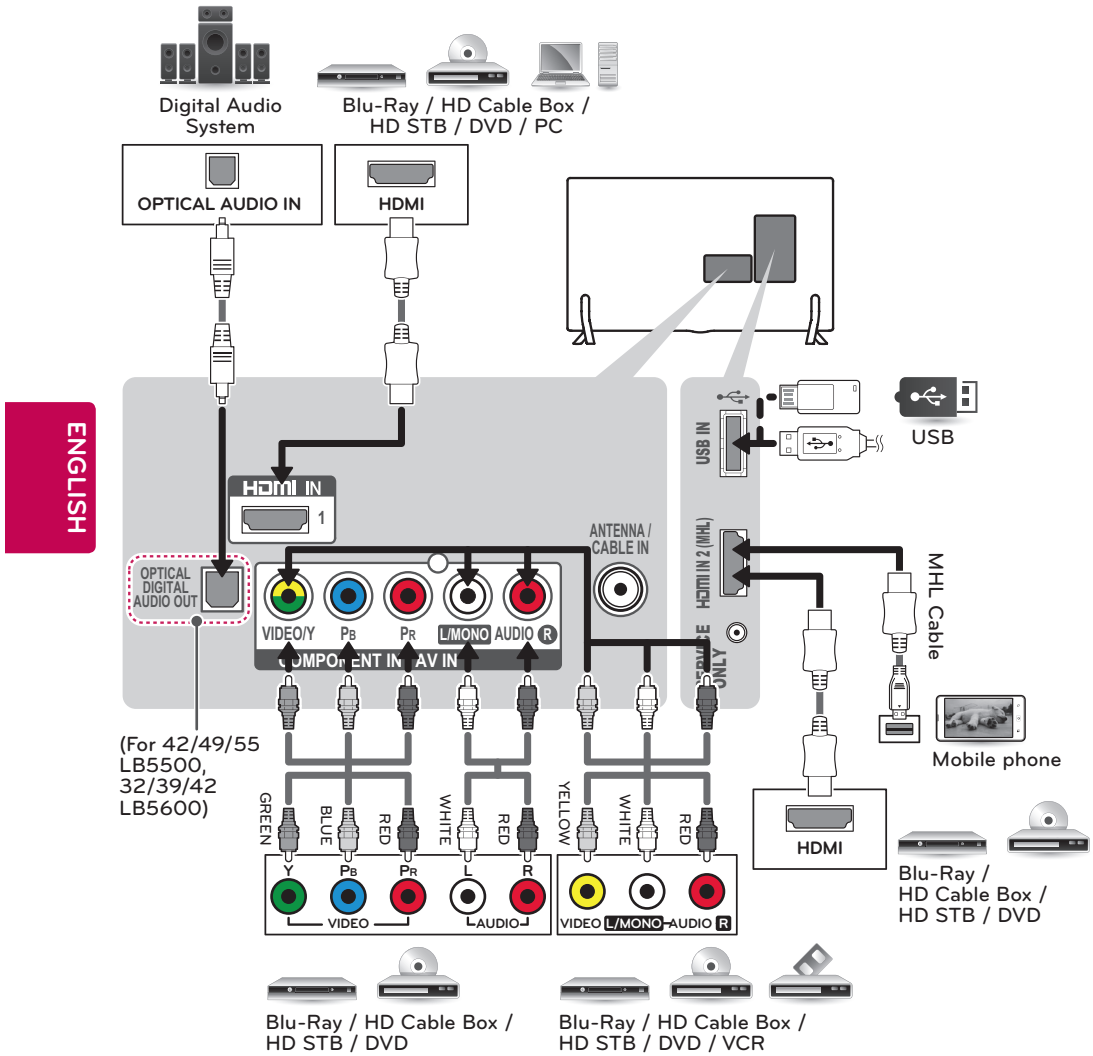 Digital Audio
System
Blu-Ray / HD Cable Box /
HD STB / DVD / PC
OPTICAL AUDIO IN
HDMI
ENGLISH
USB IN
USB
HDMI IN
1
ANTENNA /
CABLE IN
HDMI IN 2 (MHL)
MHL Cable
OPTICAL
DIGITAL
AUDIO OUT
VIDEO/Y
PB
PR
L/MONO AUDIO R
COMPONENT IN / AV IN
SERVICE
ONLY
Mobile phone
(For 42/49/55
LB5500,
32/39/42
LB5600)
GREEN
BLUE
RED
WHITE
RED
YELLOW
WHITE
RED
HDMI
Blu-Ray /
HD Cable Box /
HD STB / DVD
Y
PB
PR
L
R
VIDEO
AUDIO
VIDEO L/MONO AUDIO R
Blu-Ray / HD Cable Box /
HD STB / DVD
Blu-Ray / HD Cable Box /
HD STB / DVD / VCR